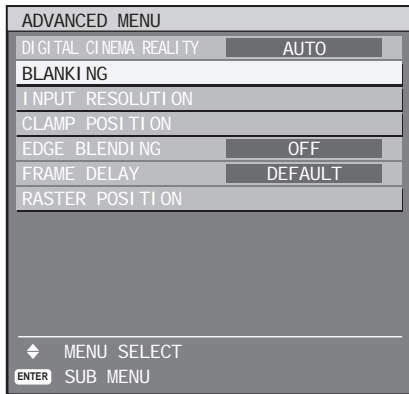 ADVANCED MENU
DIGITAL CINEMA REALITY AUTO
BLANKING
INPUT RESOLUTION
CLAMP POSITION
EDGE BLENDING OFF
FRAME DELAY DEFAULT
RASTER POSITION
MENU SELECT
ENTER SUB MENU